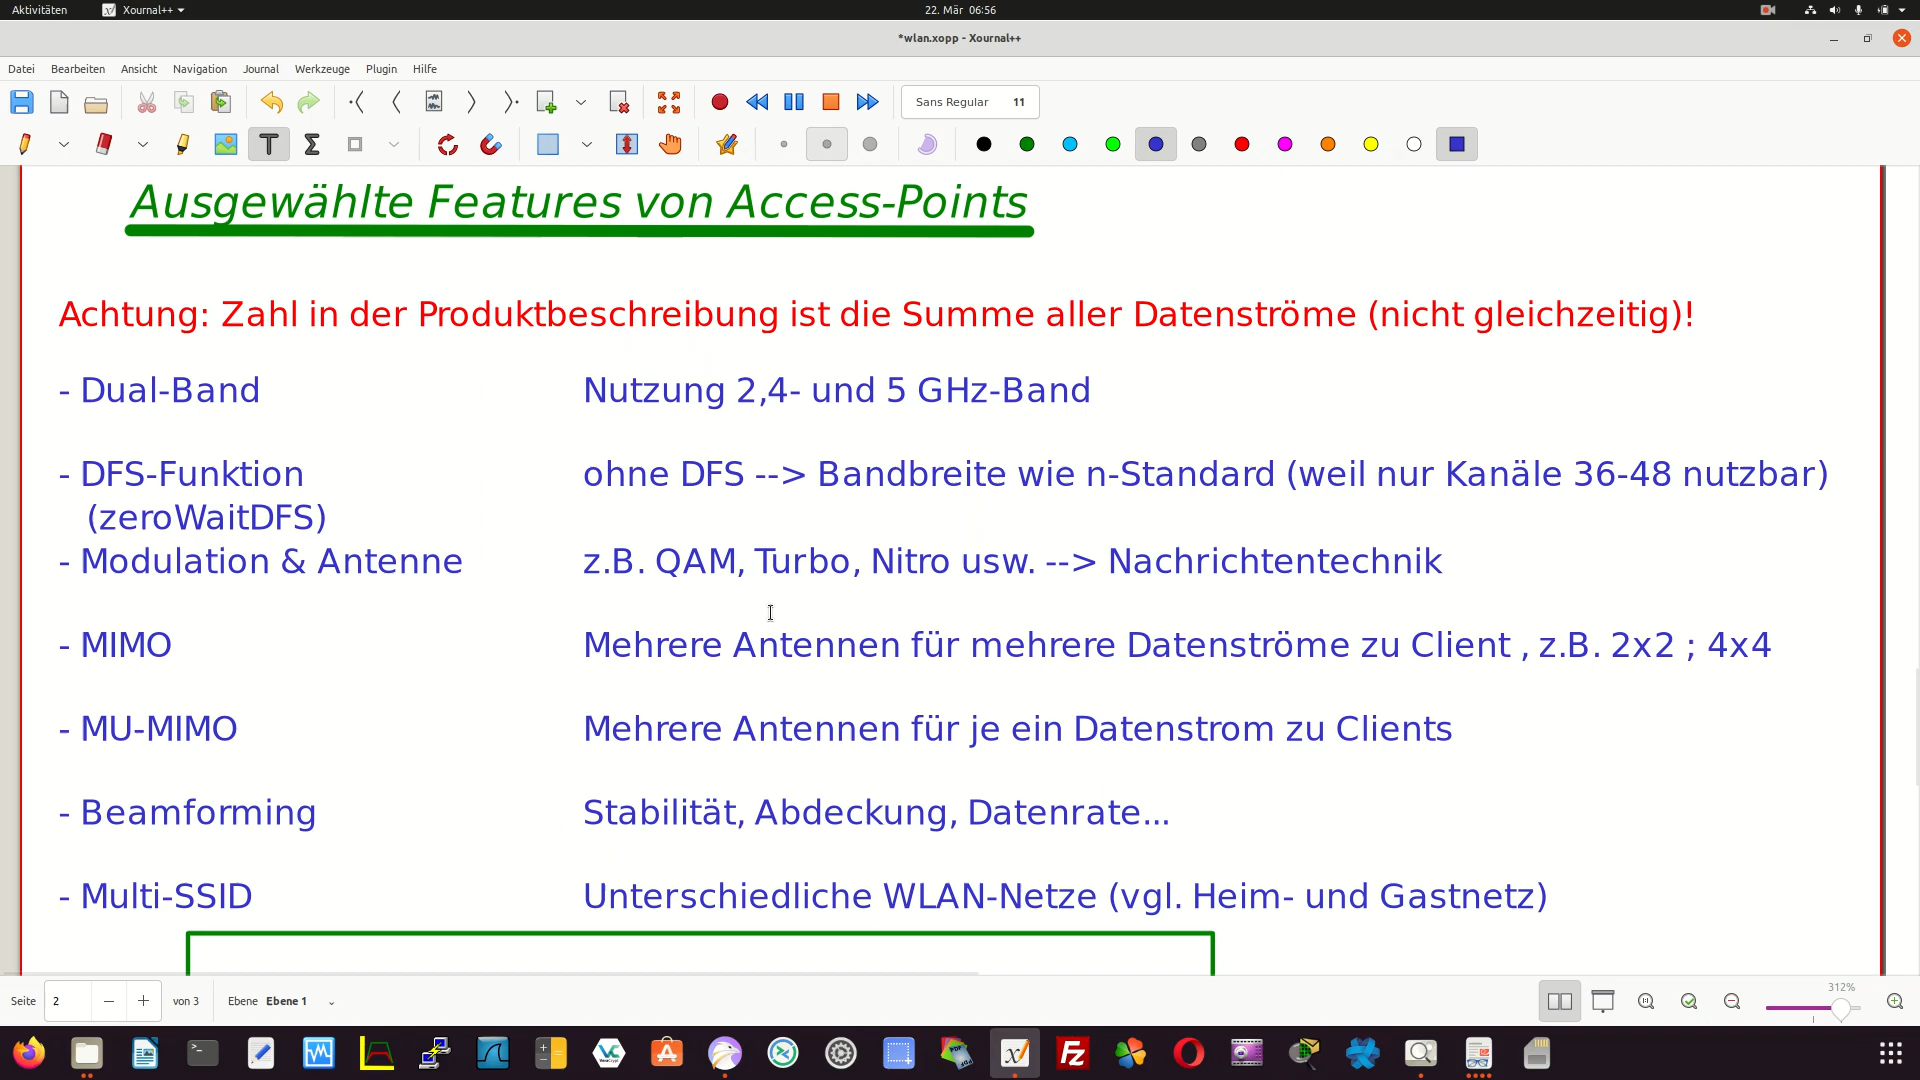 Aktivitäten
Xournal++
22. Mär 06:56
*wlan.xopp - Xournal++
Datei Bearbeiten Ansicht Navigation Journal Werkzeuge Plugin Hilfe
Sans Regular 11
Ausgewählte Features von Access-Points
Achtung: Zahl in der Produktbeschreibung ist die Summe aller Datenströme (nicht gleichzeitig)!
- Dual-Band Nutzung 2,4- und 5 GHz-Band
- DFS-Funktion ohne DFS --> Bandbreite wie n-Standard (weil nur Kanäle 36-48 nutzbar)
(zeroWaitDFS)
- Modulation & Antenne z.B. QAM, Turbo, Nitro usw. --> Nachrichtentechnik
- MIMO Mehrere Antennen für mehrere Datenströme zu Client , z.B. 2x2 ; 4x4
- MU-MIMO Mehrere Antennen für je ein Datenstrom zu Clients
- Beamforming Stabilität, Abdeckung, Datenrate...
- Multi-SSID Unterschiedliche WLAN-Netze (vgl. Heim- und Gastnetz)
312%
Seite 2 von 3 Ebene Ebene 1